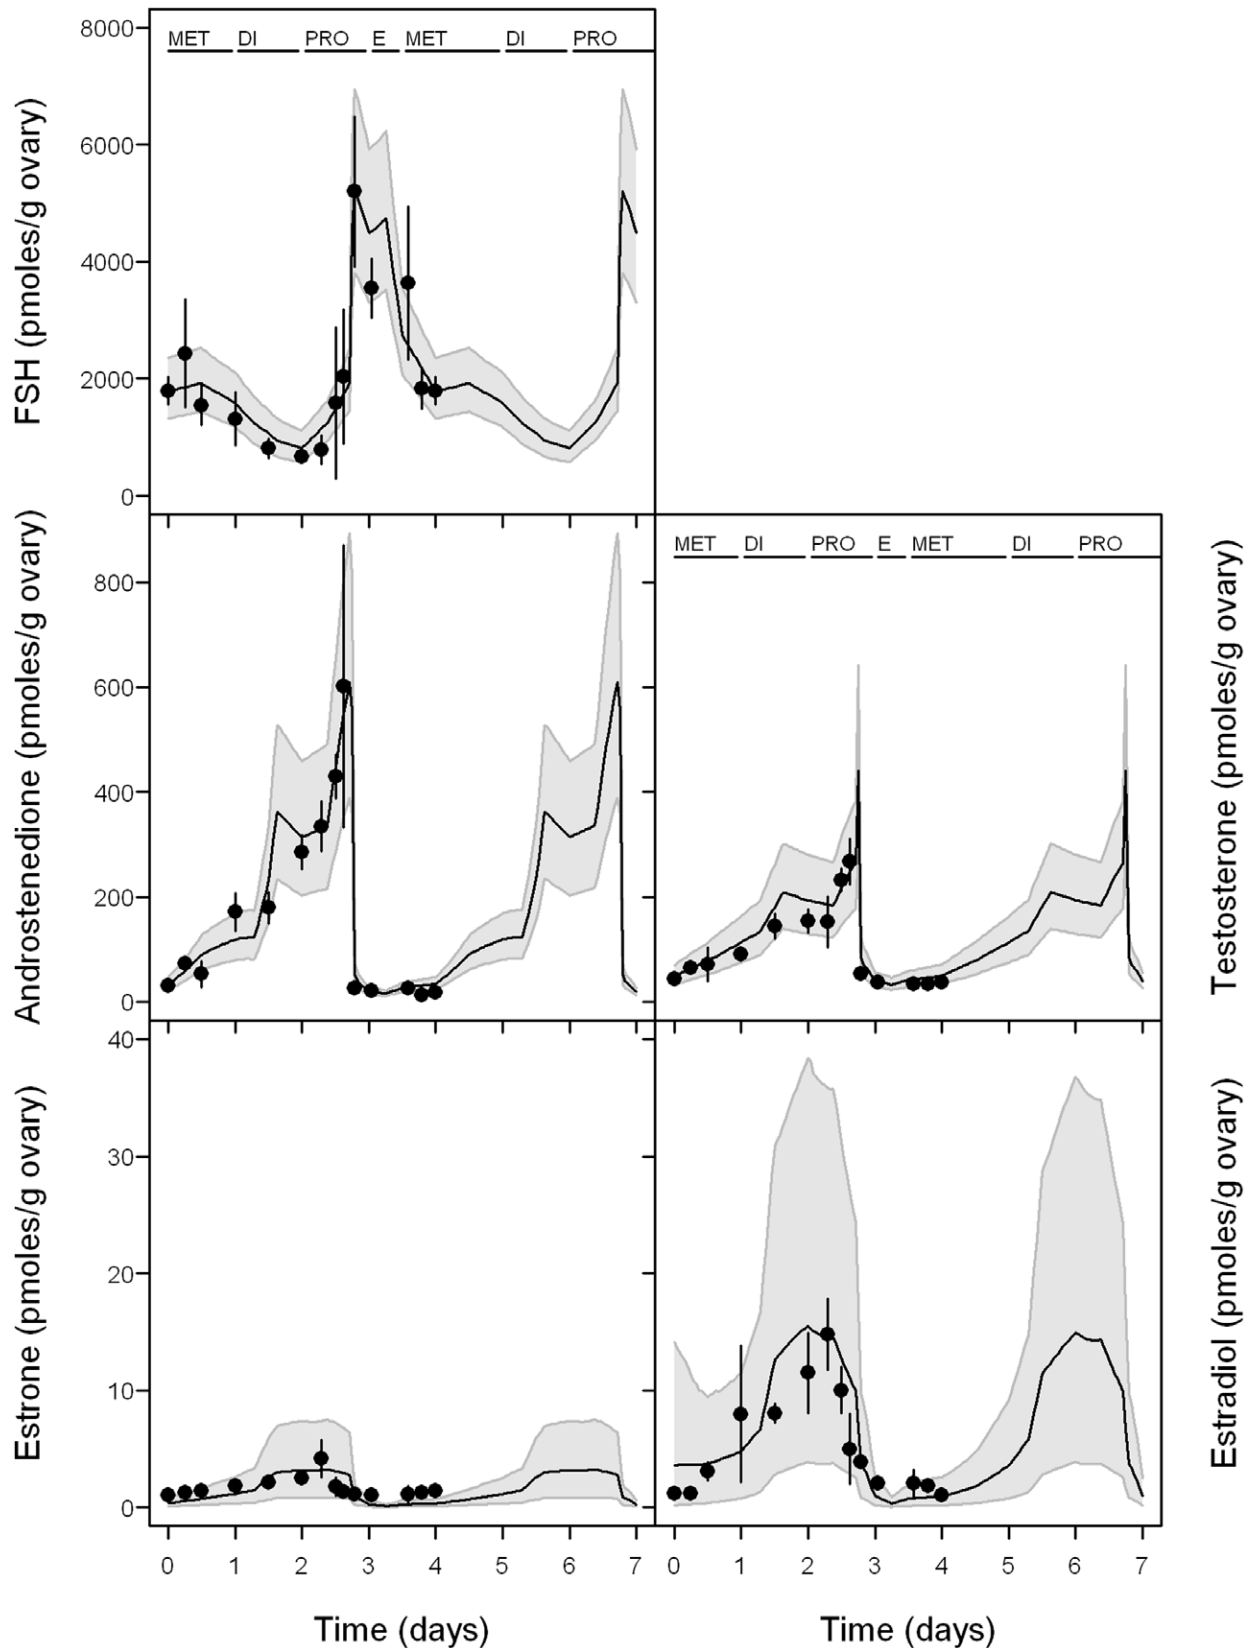 8000
MET DI PRO E MET DI PRO
6000
4000
2000
0
FSH (pmoles/g ovary)
800
600
400
200
0
Androstenedione (pmoles/g ovary)
MET DI PRO E MET DI PRO
Testosterone (pmoles/g ovary)
40
30
20
10
0
Estrone (pmoles/g ovary)
Estradiol (pmoles/g ovary)
0 1 2 3 4 5 6 7
0 1 2 3 4 5 6 7
Time (days)
Time (days)